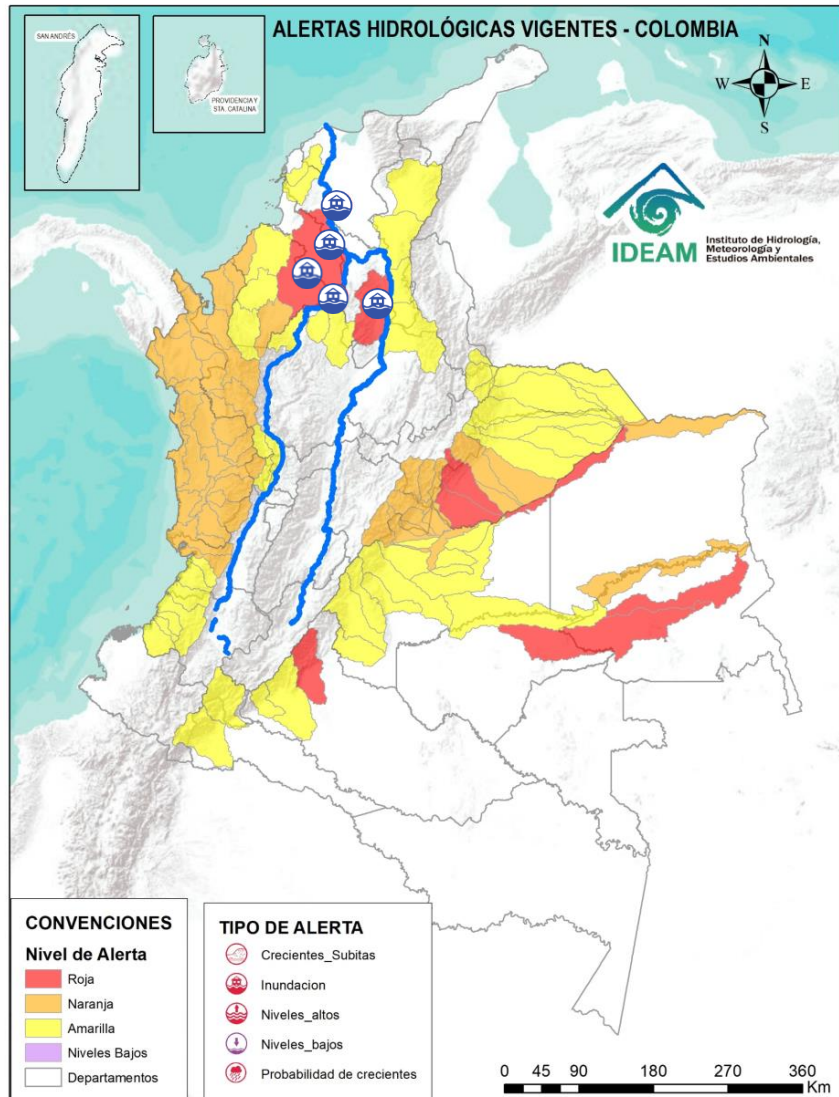 ALERTAS HIDROLÓGICAS VIGENTES - COLOMBIA
SAN ANDRÉS
PROVIDENCIA Y
STA. CATALINA
N
W
E
S
IDEAM
Instituto de Hidrología,
Meteorología y
Estudios Ambientales
CONVENCIONES
Nivel de Alerta
Roja
Naranja
Amarilla
Niveles Bajos
Departamentos
TIPO DE ALERTA
Crecientes_Subitas
Inundacion
Niveles_altos
Niveles_bajos
Probabilidad de crecientes
0 45 90 180 270 360
Km